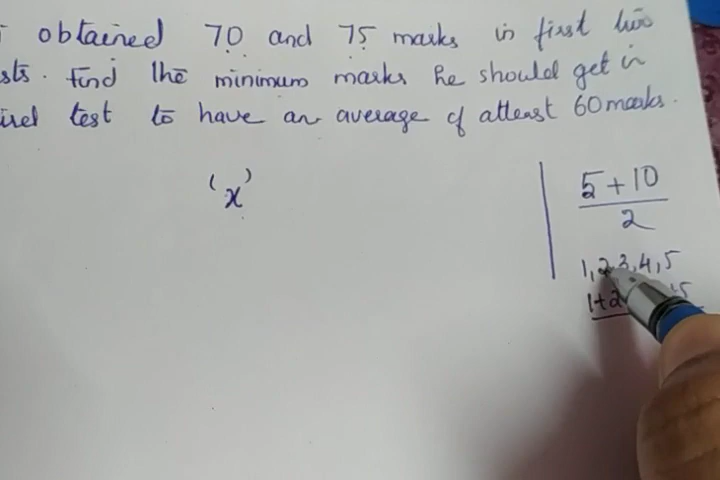 obtained 70 and 75 marks in first two
sts. Find the minimum marks he should get in
test to have an average of atleast 60 marks.
(x)
5+10
2
1,2,3,4,5
1+2 +5